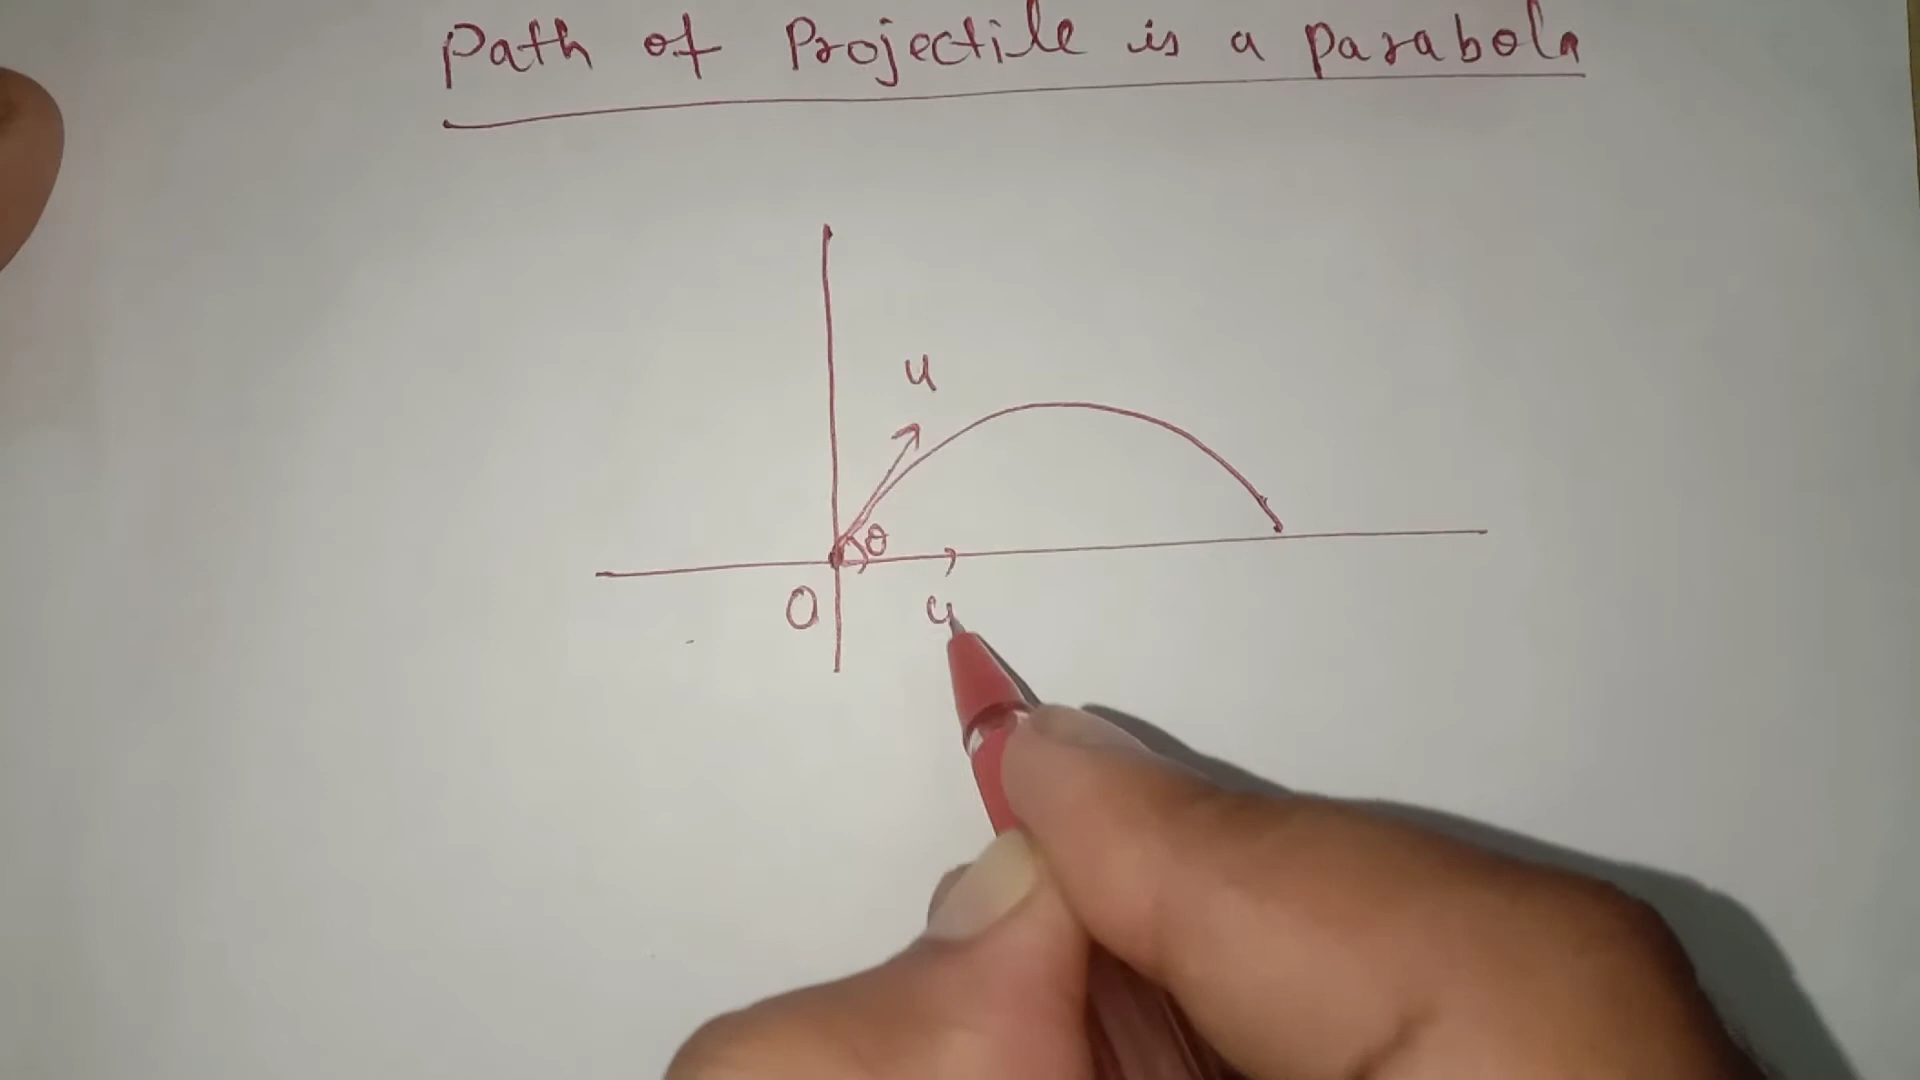 Path of Projectile is a parabola
u
θ
O u